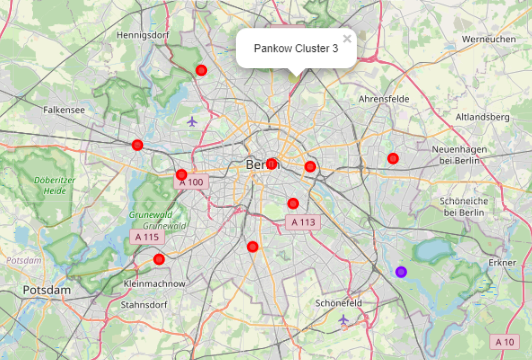 Hennigsdorf
Werneuchen
×
Pankow Cluster 3
Ahrensfelde
Falkensee
Altlandsberg
Neuenhagen
bei Berlin
Berlin
A 100
Döberitzer
Heide
Schöneiche
bei Berlin
Grunewald
Grunewald
A 113
A 115
Potsdam
Erkner
Kleinmachnow
Potsdam
Stahnsdorf
Schönefeld
A 10